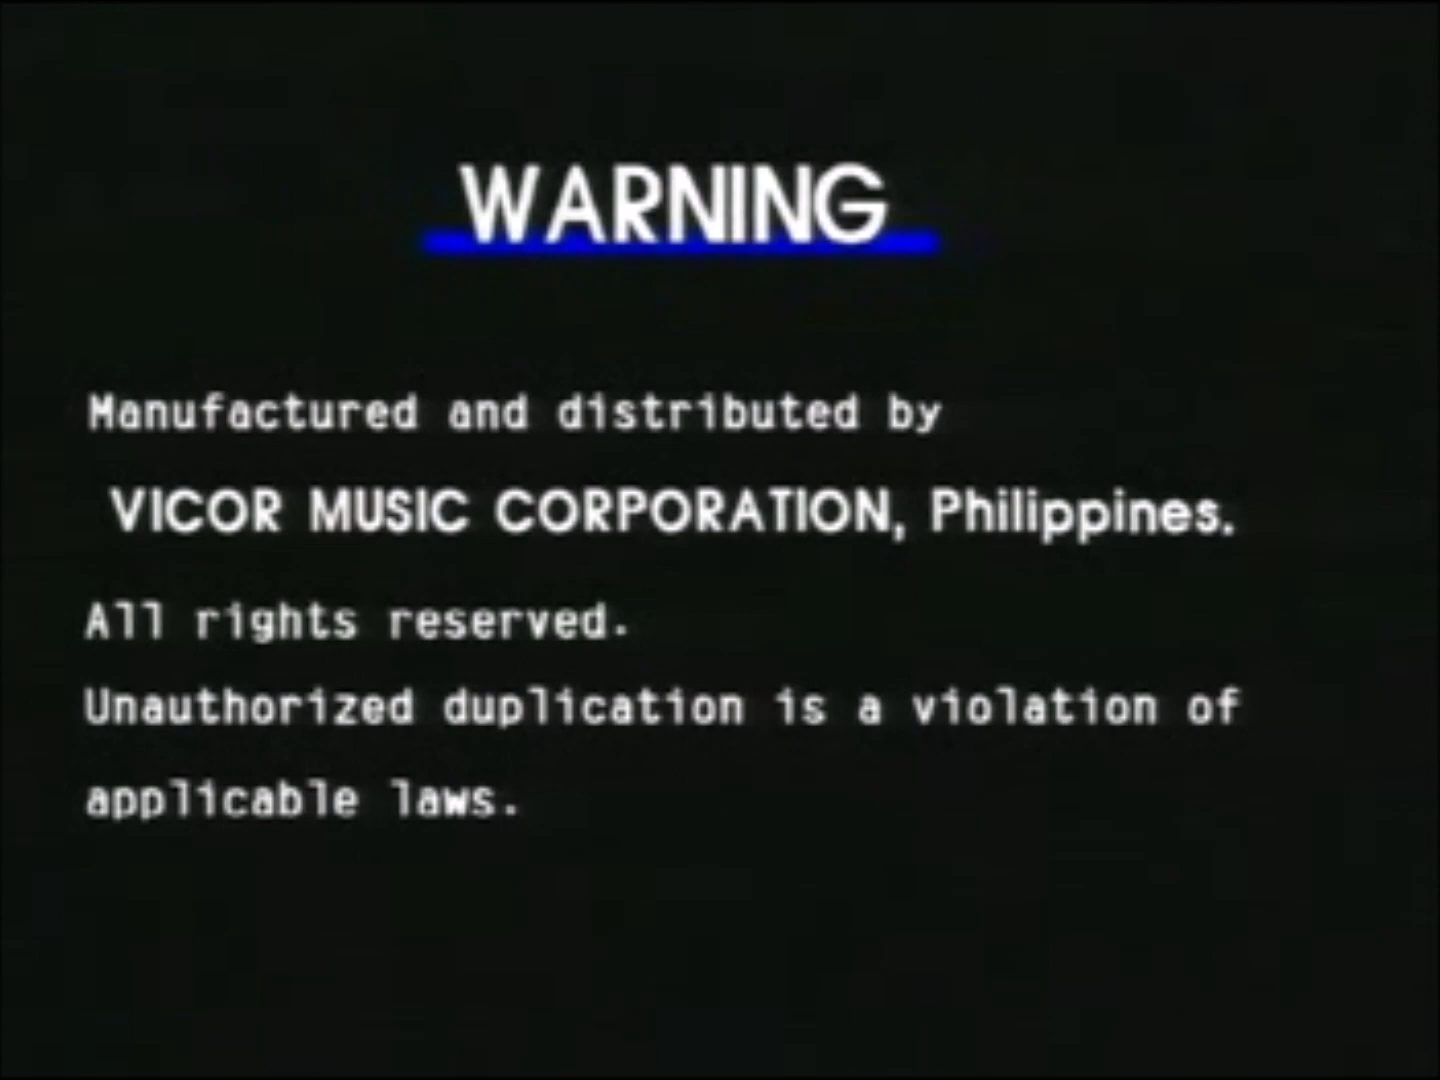 WARNING
Manufactured and distributed by
VICOR MUSIC CORPORATION, Philippines.
All rights reserved.
Unauthorized duplication is a violation of
applicable laws.